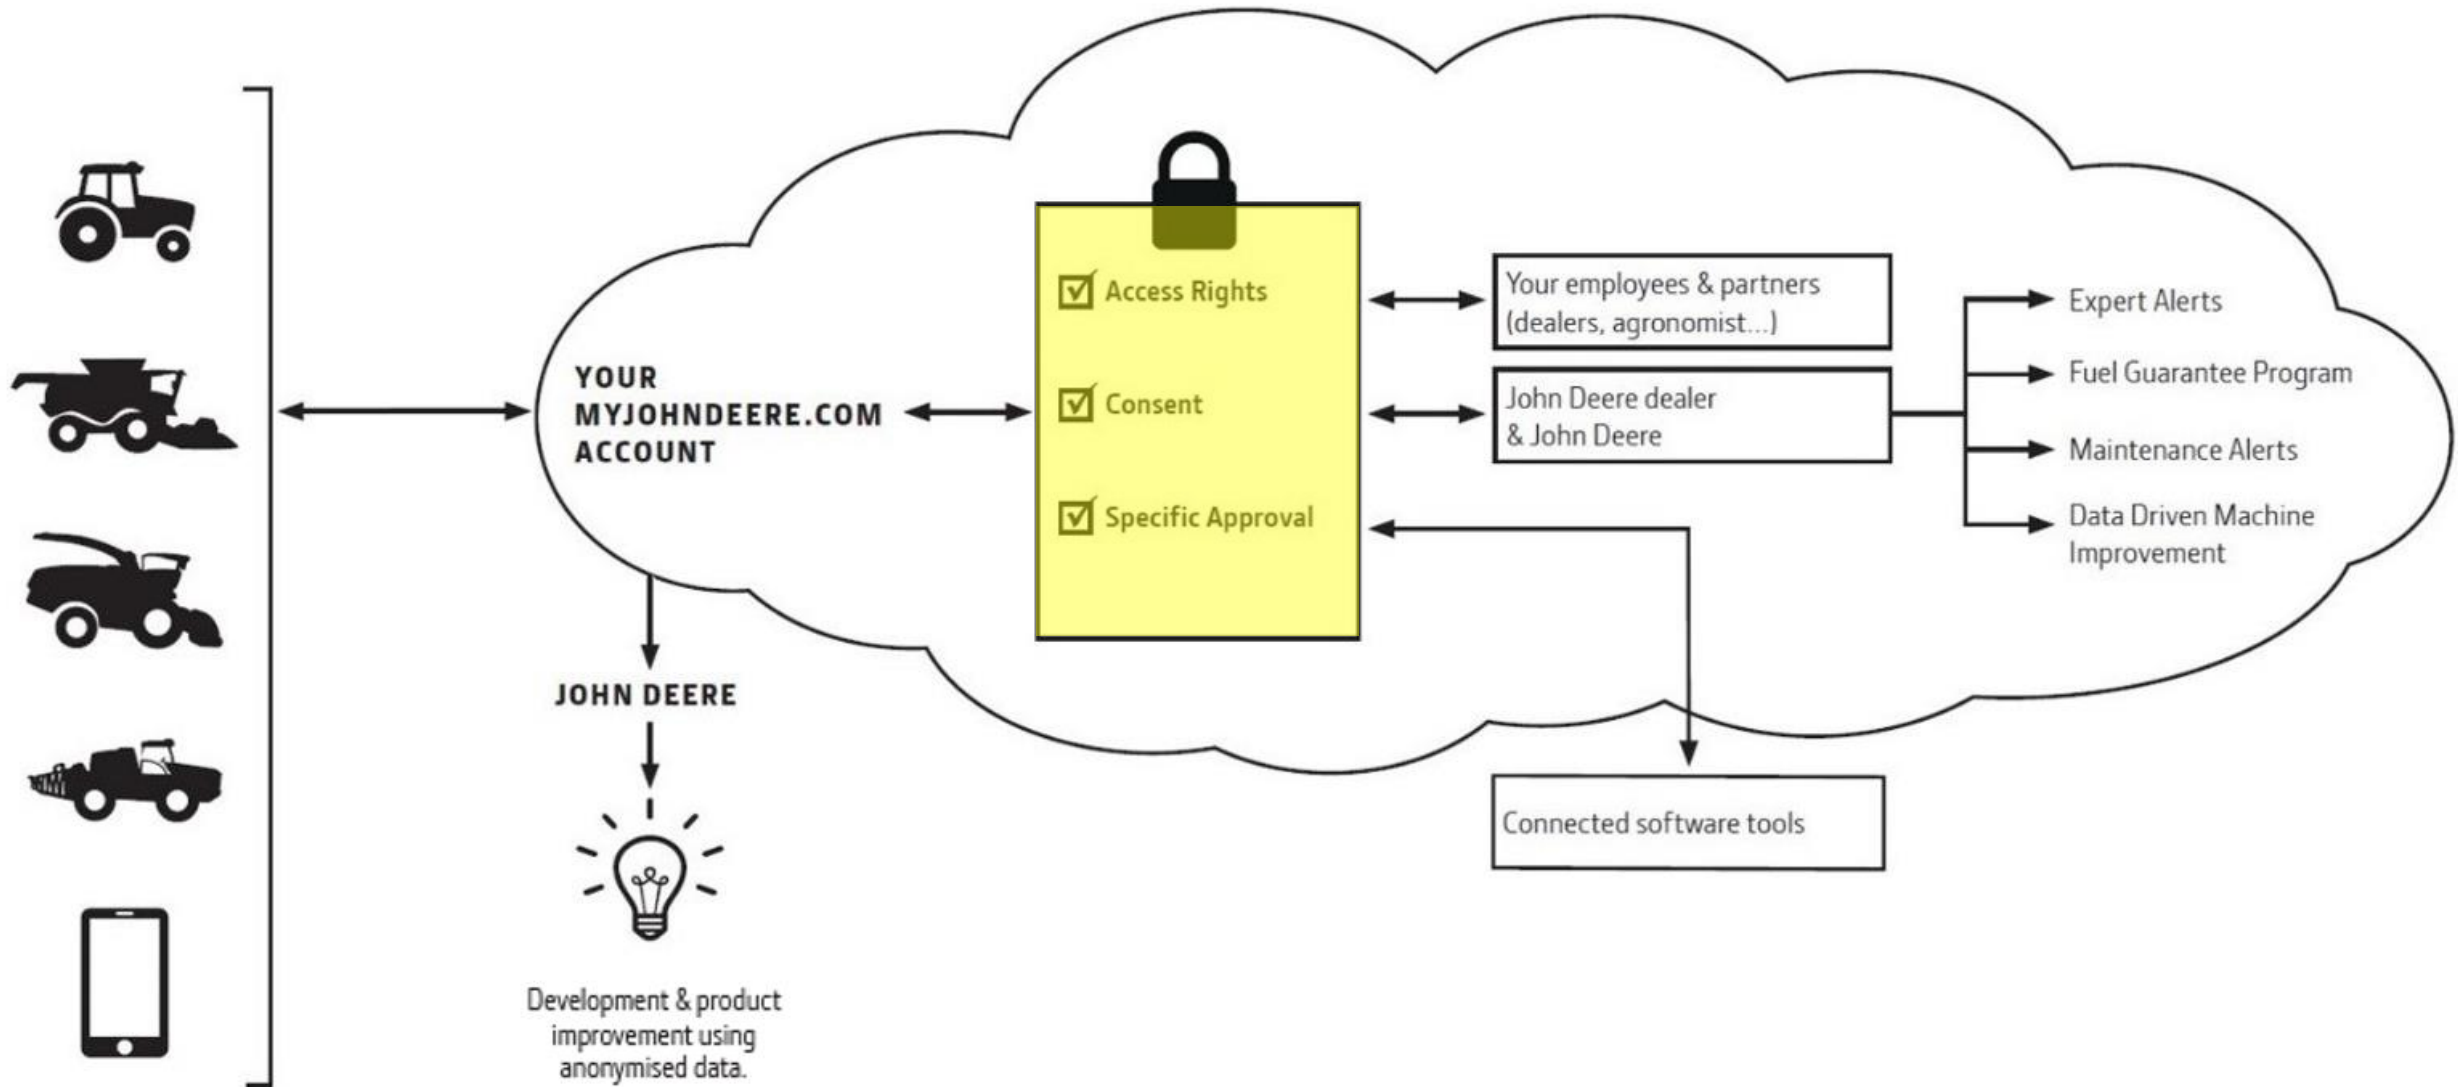 YOUR
MYJOHNDEERE.COM
ACCOUNT
Access Rights
Consent
Specific Approval
Your employees & partners
(dealers, agronomist...)
John Deere dealer
& John Deere
Expert Alerts
Fuel Guarantee Program
Maintenance Alerts
Data Driven Machine
Improvement
JOHN DEERE
Connected software tools
Development & product
improvement using
anonymised data.